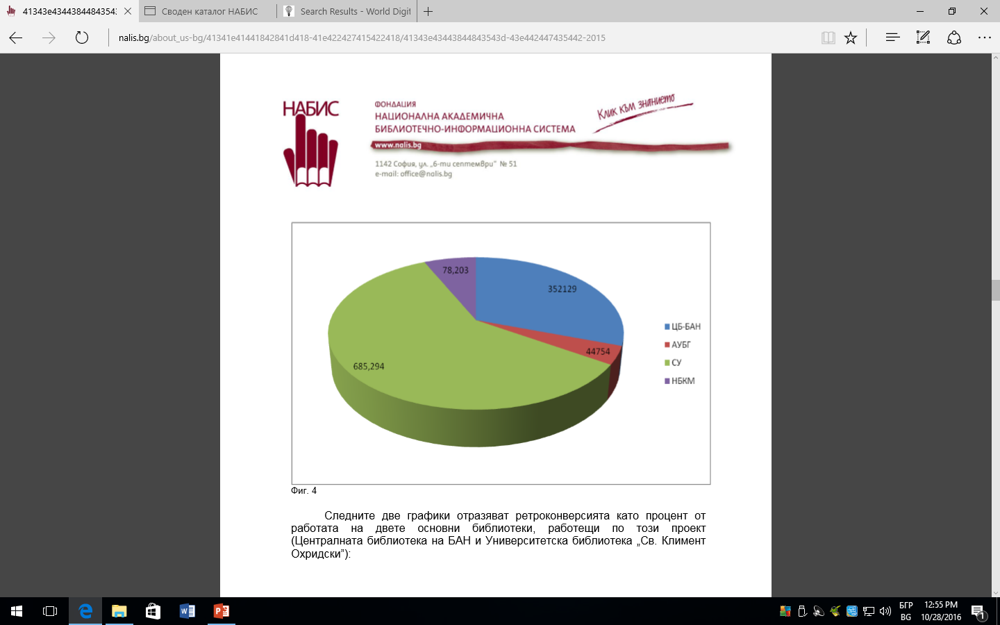 41343e43443844843543
Своден каталог НАБИС
Search Results - World Digit
nalis.bg/about_us-bg/41341e41441842841d418-41e422427415422418/41343e43443844843543d-43e442447435442-2015
НАБИС
ФОНДАЦИЯ
НАЦИОНАЛНА АКАДЕМИЧНА
БИБЛИОТЕЧНО-ИНФОРМАЦИОННА СИСТЕМА
Клик към знанието
www.nalis.bg
1142 София, ул. „6-ти септември“ № 51
e-mail: office@nalis.bg
78,203
352129
44754
685,294
ЦБ-БАН
АУБГ
СУ
НБКМ
Фиг. 4
Следните две графики отразяват ретроконверсията като процент от
работата на двете основни библиотеки, работещи по този проект
(Централната библиотека на БАН и Университетска библиотека „Св. Климент
Охридски”):
БГР
BG
12:55 PM
10/28/2016
1